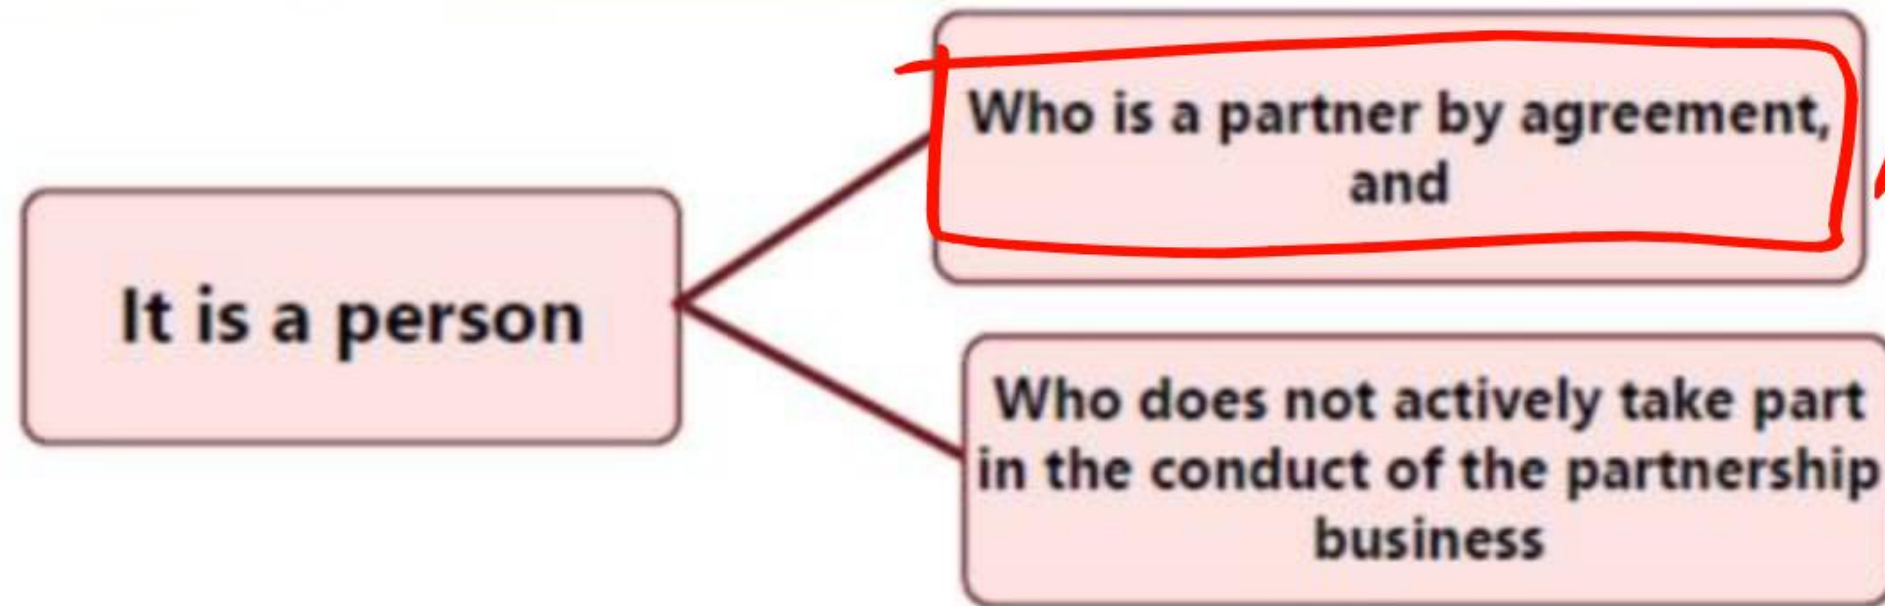 It is a person
Who is a partner by agreement,
and
Who does not actively take part
in the conduct of the partnership
business